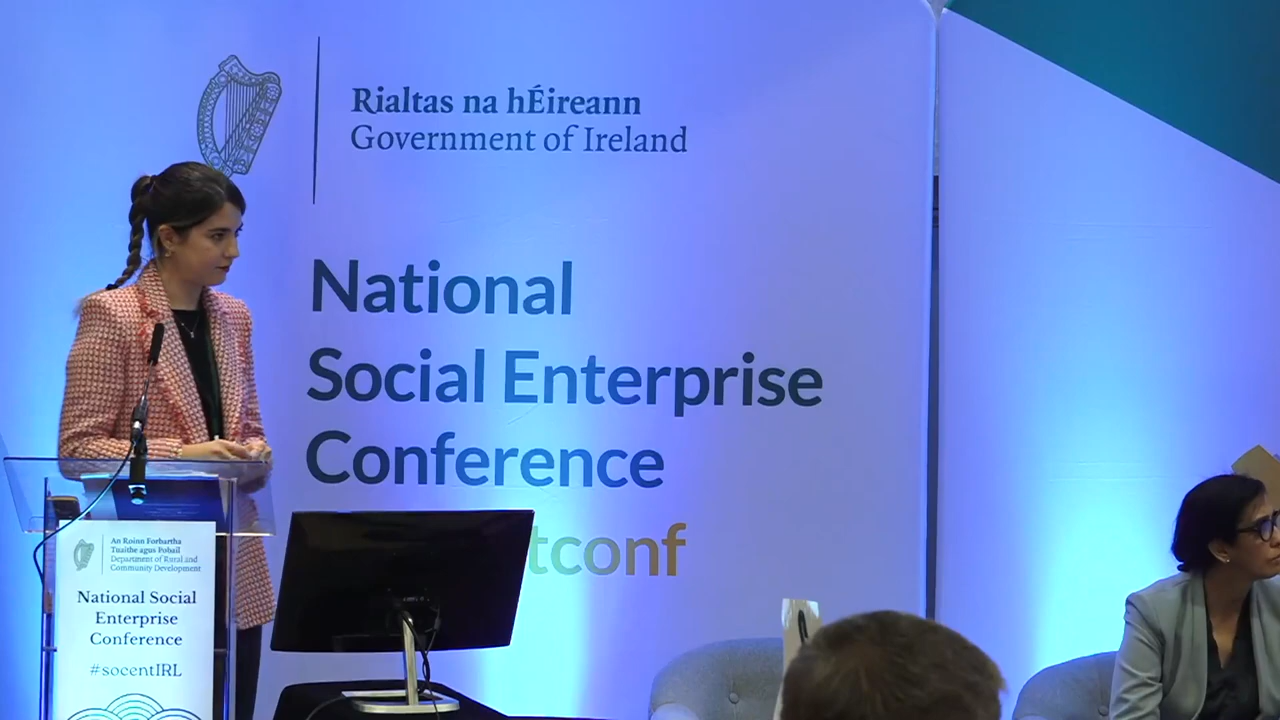 Rialtas na hÉireann
Government of Ireland
National
Social Enterprise
Conference
tconf
An Roinn Forbartha
Tuaithe agus Pobail
Department of Rural and
Community Development
National Social
Enterprise
Conference
#socentIRL